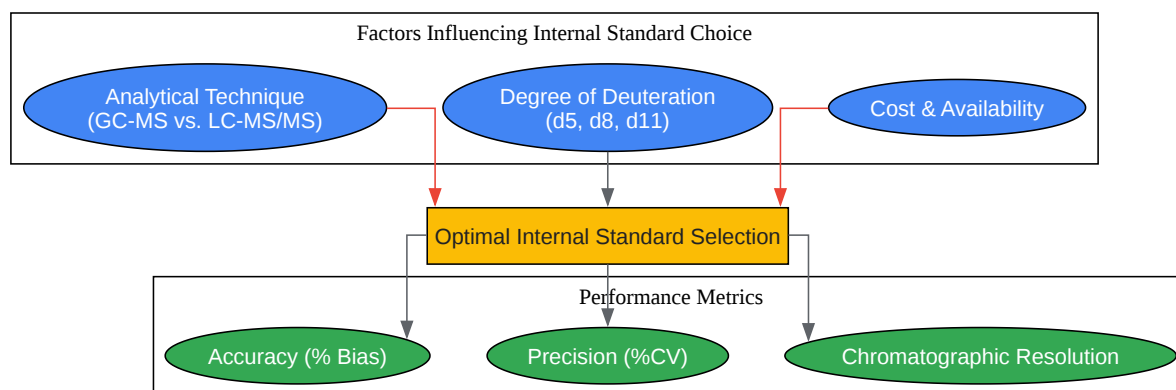 Factors Influencing Internal Standard Choice
Analytical Technique
(GC-MS vs. LC-MS/MS)
Degree of Deuteration
(d5, d8, d11)
Cost & Availability
Optimal Internal Standard Selection
Performance Metrics
Accuracy (% Bias)
Precision (%CV)
Chromatographic Resolution